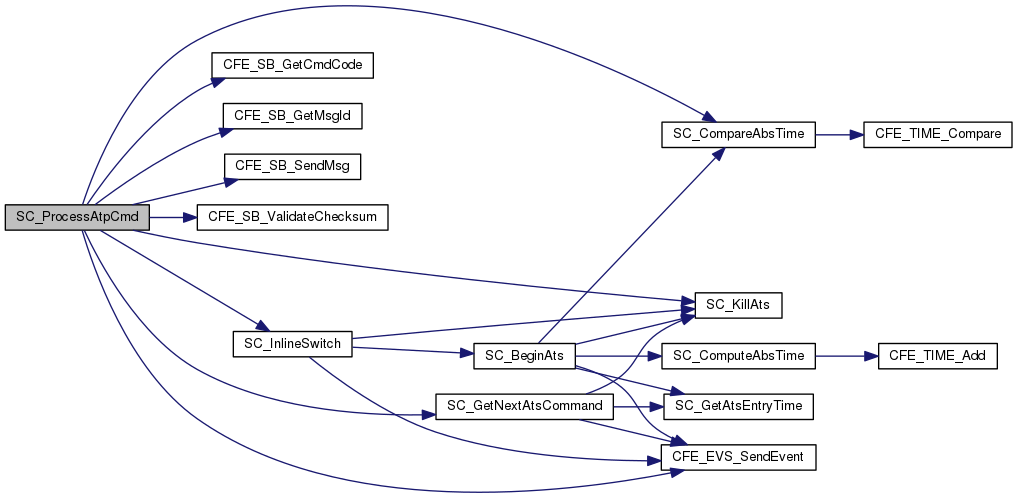 CFE_SB_GetCmdCode
CFE_SB_GetMsgId
SC_CompareAbsTime
CFE_TIME_Compare
CFE_SB_SendMsg
SC_ProcessAtpCmd
CFE_SB_ValidateChecksum
SC_KillAts
SC_InlineSwitch
SC_BeginAts
SC_ComputeAbsTime
CFE_TIME_Add
SC_GetNextAtsCommand
SC_GetAtsEntryTime
CFE_EVS_SendEvent